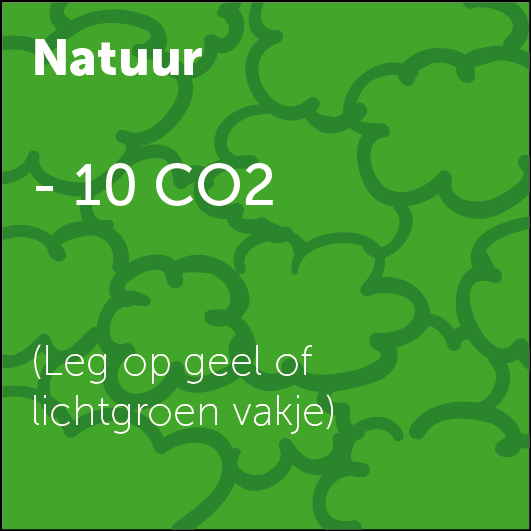 Natuur
- 10 CO2
(Leg op geel of
lichtgroen vakje)